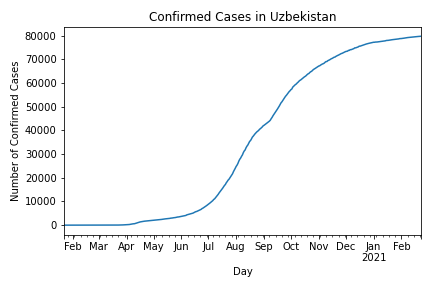 Confirmed Cases in Uzbekistan
Number of Confirmed Cases
80000
70000
60000
50000
40000
30000
20000
10000
0
Feb Mar Apr May Jun Jul Aug Sep Oct Nov Dec Jan Feb
2021
Day